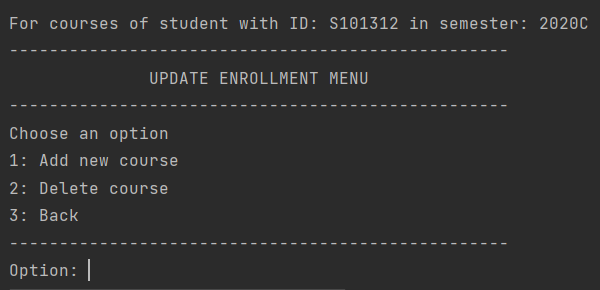 For courses of student with ID: S101312 in semester: 2020C
--------------------------------------------------
UPDATE ENROLLMENT MENU
--------------------------------------------------
Choose an option
1: Add new course
2: Delete course
3: Back
--------------------------------------------------
Option: